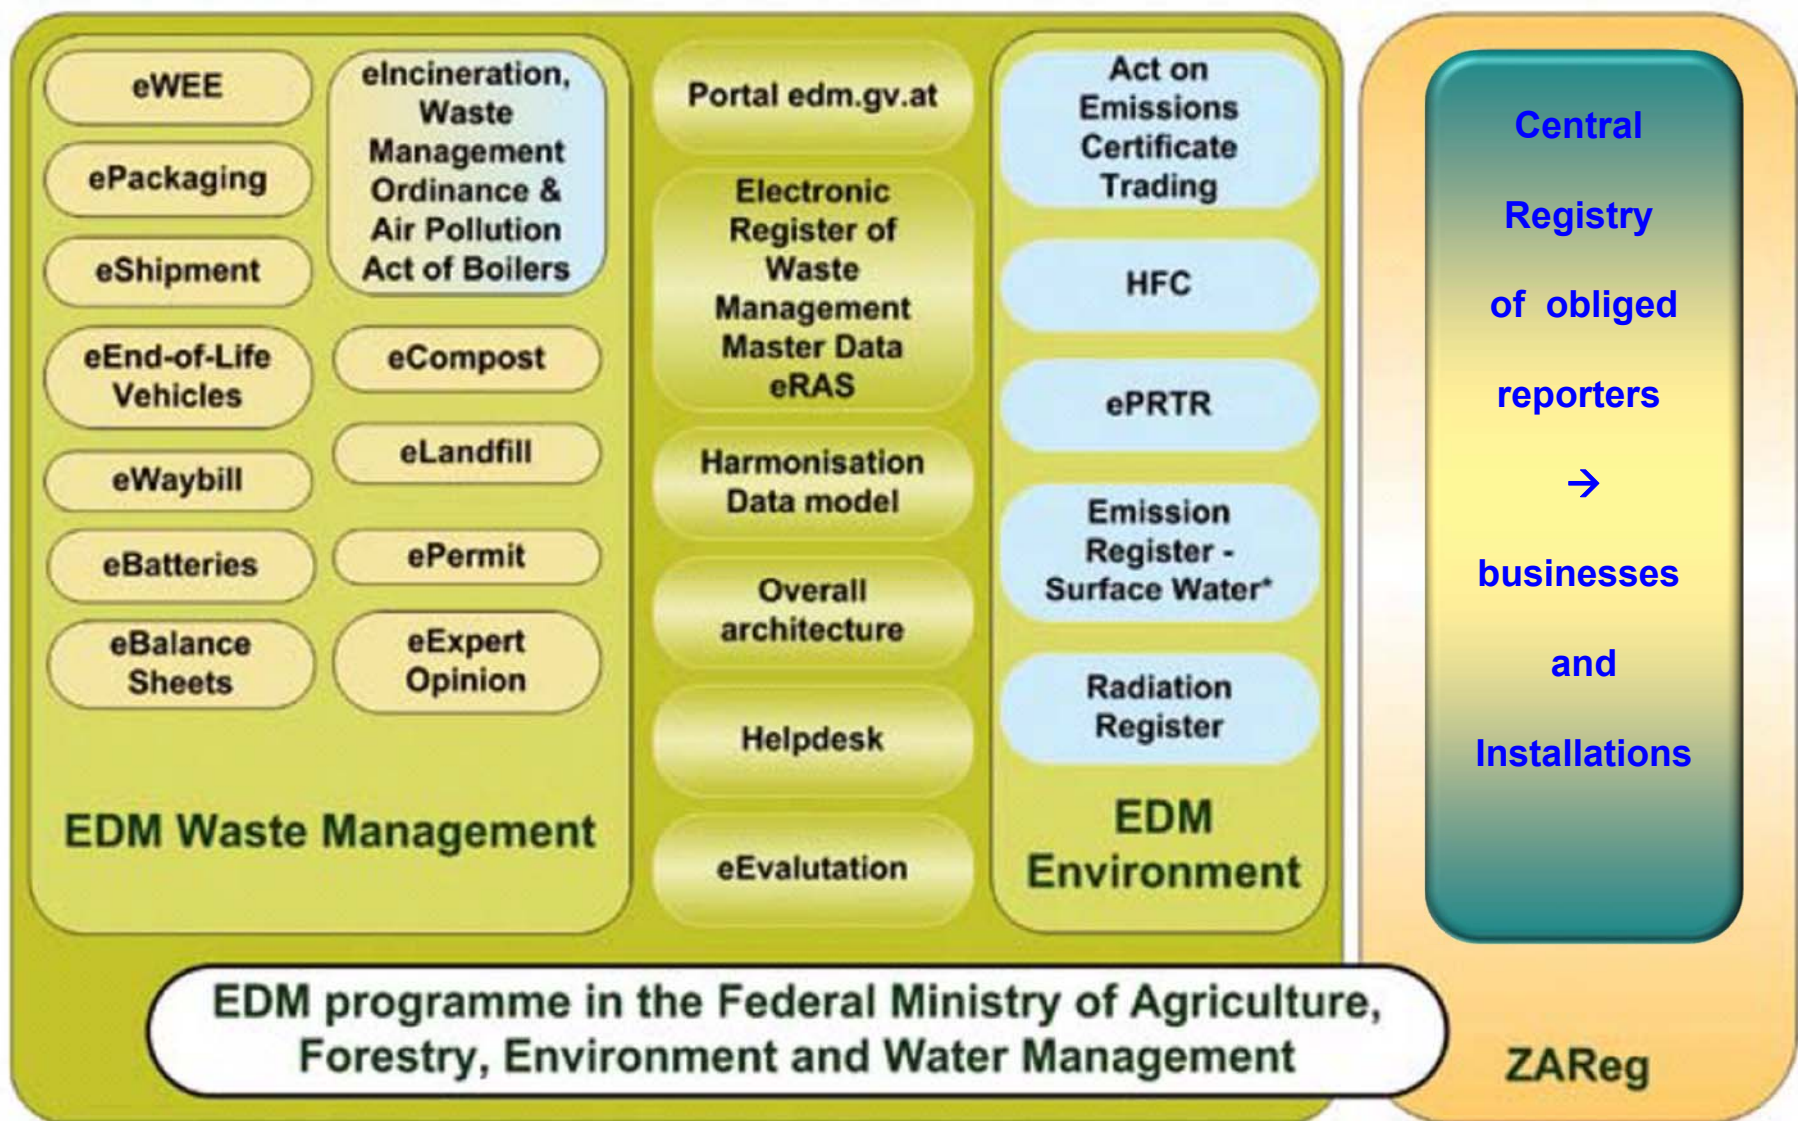 eWEE
ePackaging
eShipment
eEnd-of-Life
Vehicles
eWaybill
eBatteries
eBalance
Sheets
eIncineration,
Waste
Management
Ordinance &
Air Pollution
Act of Boilers
eCompost
eLandfill
ePermit
eExpert
Opinion
EDM Waste Management
Portal edm.gv.at
Electronic
Register of
Waste
Management
Master Data
eRAS
Harmonisation
Data model
Overall
architecture
Helpdesk
eEvalutation
Act on
Emissions
Certificate
Trading
HFC
ePRTR
Emission
Register -
Surface Water*
Radiation
Register
EDM
Environment
EDM programme in the Federal Ministry of Agriculture,
Forestry, Environment and Water Management
Central
Registry
of obliged
reporters
→
businesses
and
Installations
ZAReg